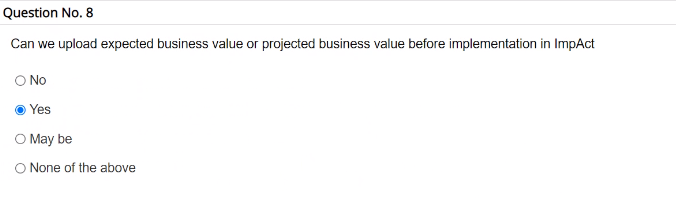 Question No. 8
Can we upload expected business value or projected business value before implementation in ImpAct
No
Yes
May be
None of the above